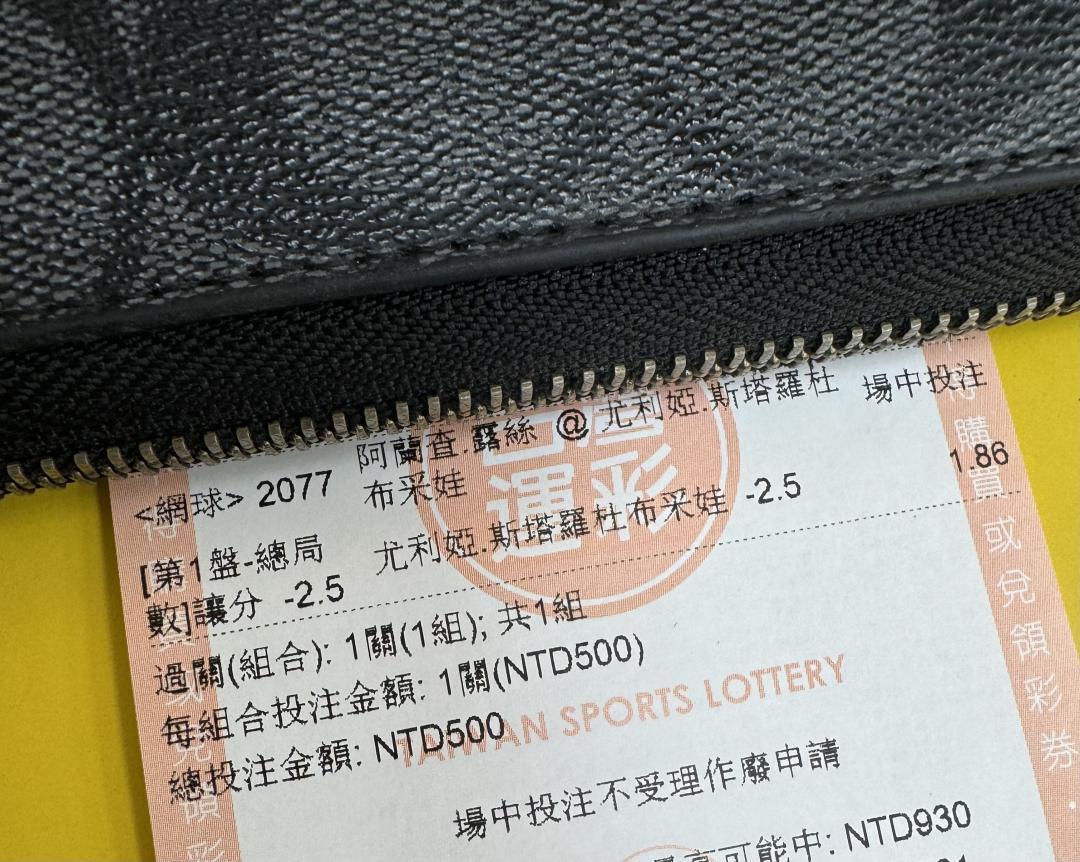 阿蘭查.露絲 @ 尤利婭.斯塔羅杜 場中投注
<網球> 2077 布采娃
尤利婭.斯塔羅杜布采娃 -2.5 1.86
[第1盤-總局
數]讓分 -2.5
過關(組合): 1關(1組); 共1組
每組合投注金額: 1關(NTD500)
總投注金額: NTD500
TAIWAN SPORTS LOTTERY
場中投注不受理作廢申請
最高可能中: NTD930
運彩
購買或兌領彩券.